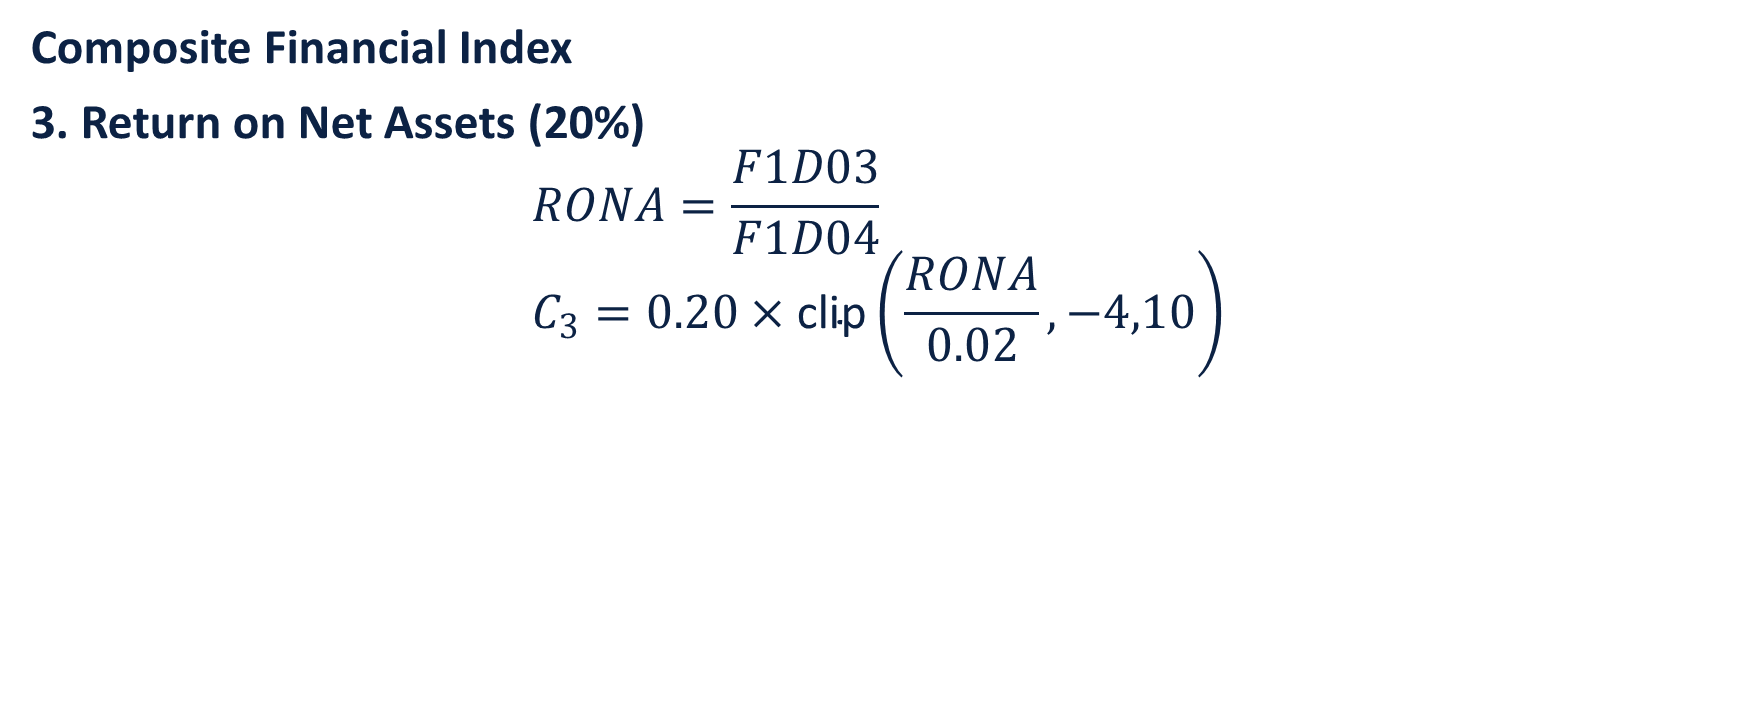 Composite Financial Index
3. Return on Net Assets (20%)
RONA = F1D03 / F1D04
C₃ = 0.20 × clip(RONA / 0.02, −4,10)